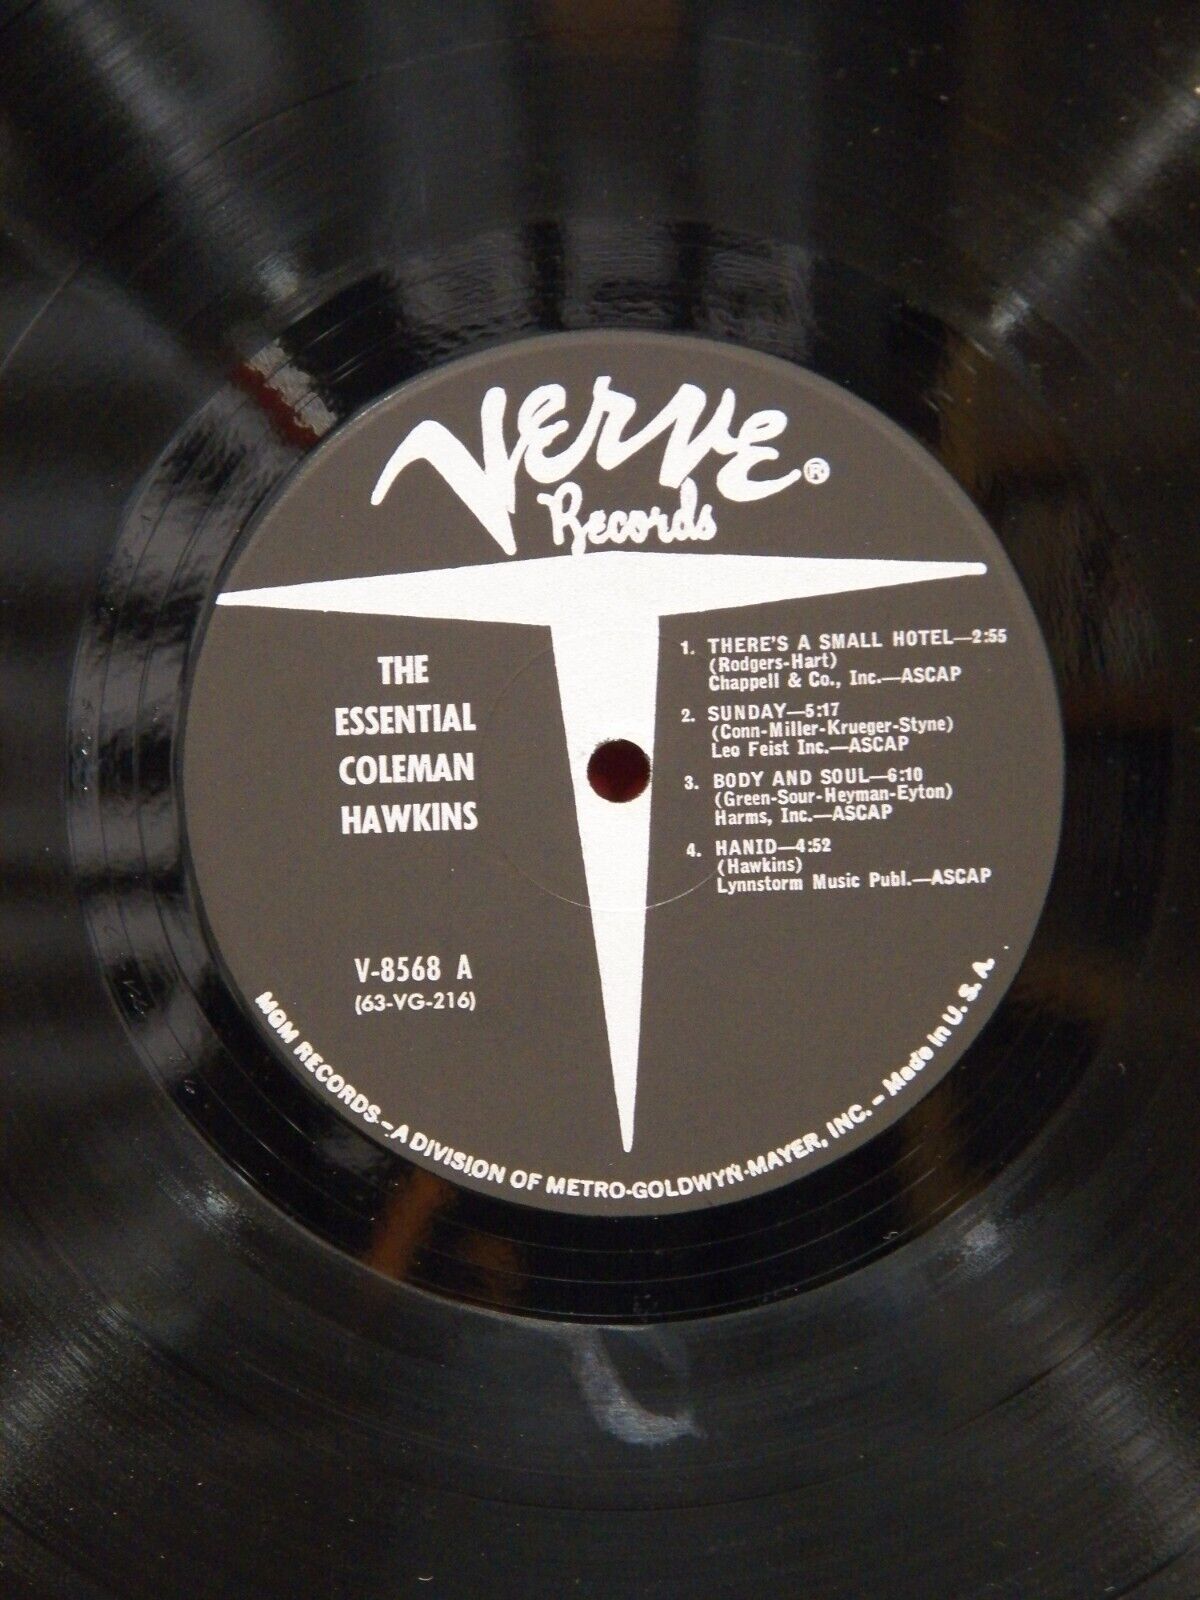 Verve ®
Records
THE
ESSENTIAL
COLEMAN
HAWKINS
V-8568 A
(63-VG-216)
1. THERE'S A SMALL HOTEL—2:55
(Rodgers-Hart)
Chappell & Co., Inc.—ASCAP
2. SUNDAY—5:17
(Conn-Miller-Krueger-Styne)
Leo Feist Inc.—ASCAP
3. BODY AND SOUL—6:10
(Green-Sour-Heyman-Eyton)
Harms, Inc.—ASCAP
4. HANID—4:52
(Hawkins)
Lynnstorm Music Publ.—ASCAP
MGM RECORDS—A DIVISION OF METRO-GOLDWYN-MAYER, INC. - Made in U. S. A.